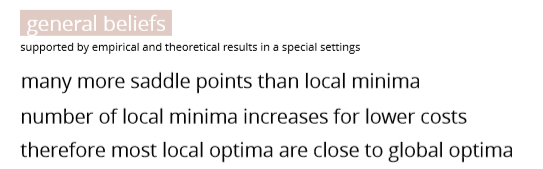 general beliefs
supported by empirical and theoretical results in a special settings
many more saddle points than local minima
number of local minima increases for lower costs
therefore most local optima are close to global optima